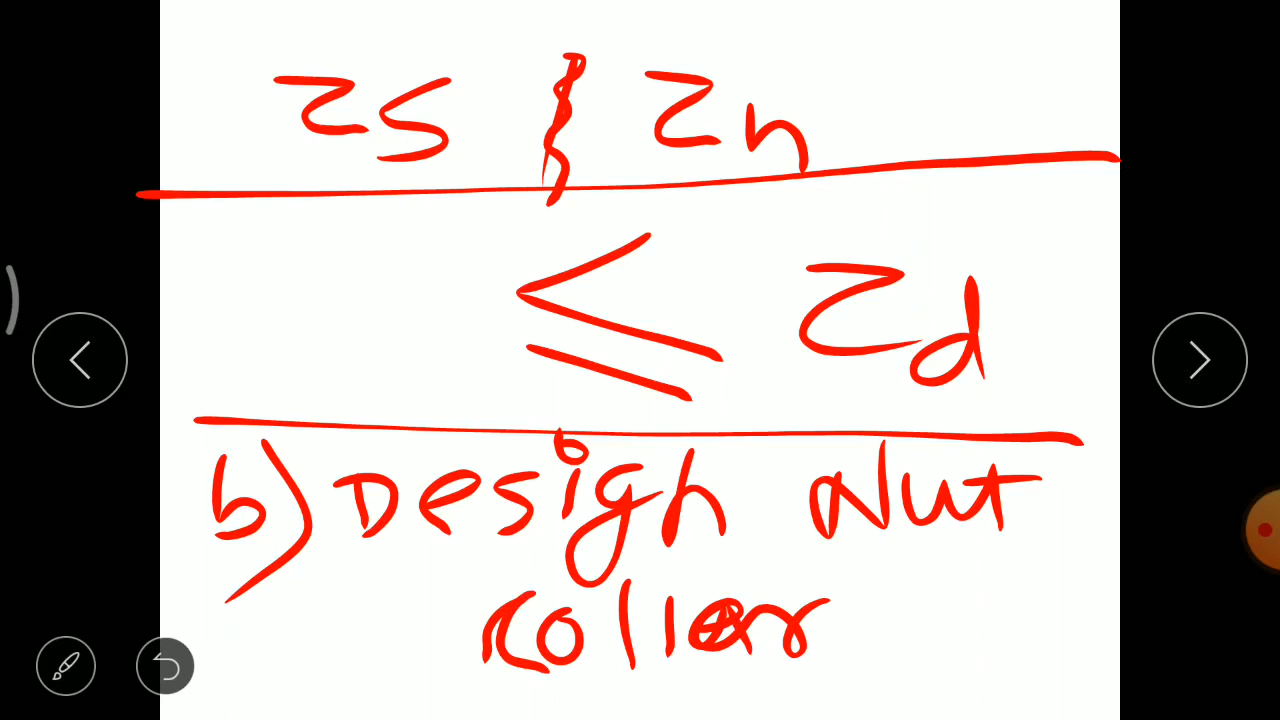 τs } τn
≤ τd
b) Design Nut
collar